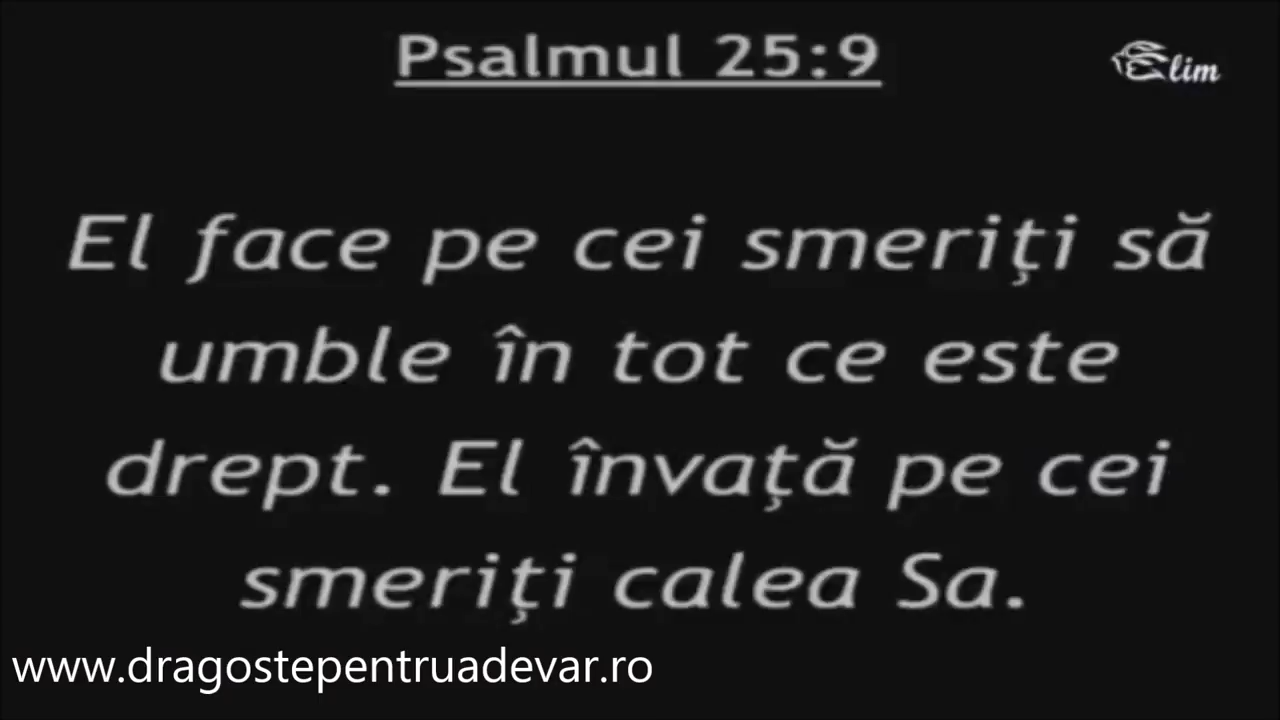 Psalmul 25:9
Elim
El face pe cei smeriţi să
umble în tot ce este
drept. El învaţă pe cei
smeriţi calea Sa.
www.dragostepentruadevar.ro